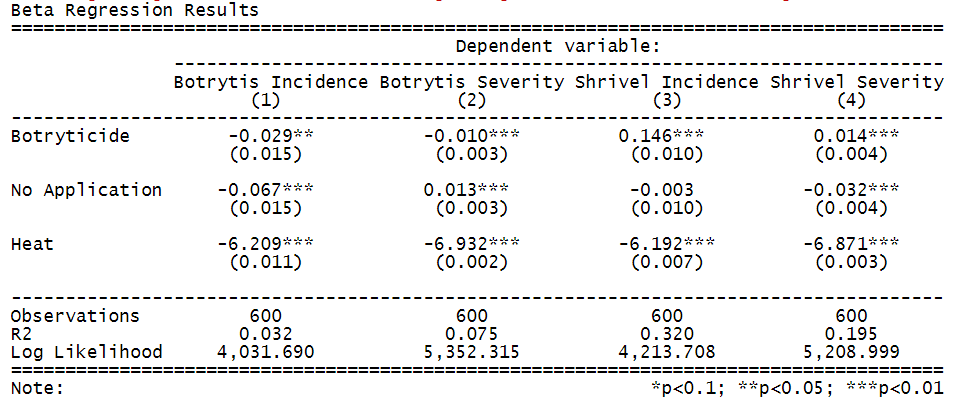 Beta Regression Results
================================================================================
Dependent variable:
------------------------------------------------------------------
Botrytis Incidence Botrytis Severity Shrivel Incidence Shrivel Severity
(1) (2) (3) (4)
--------------------------------------------------------------------------------
Botryticide -0.029** -0.010*** 0.146*** 0.014***
(0.015) (0.003) (0.010) (0.004)
No Application -0.067*** 0.013*** -0.003 -0.032***
(0.015) (0.003) (0.010) (0.004)
Heat -6.209*** -6.932*** -6.192*** -6.871***
(0.011) (0.002) (0.007) (0.003)
--------------------------------------------------------------------------------
Observations 600 600 600 600
R2 0.032 0.075 0.320 0.195
Log Likelihood 4,031.690 5,352.315 4,213.708 5,208.999
================================================================================
Note: *p<0.1; **p<0.05; ***p<0.01